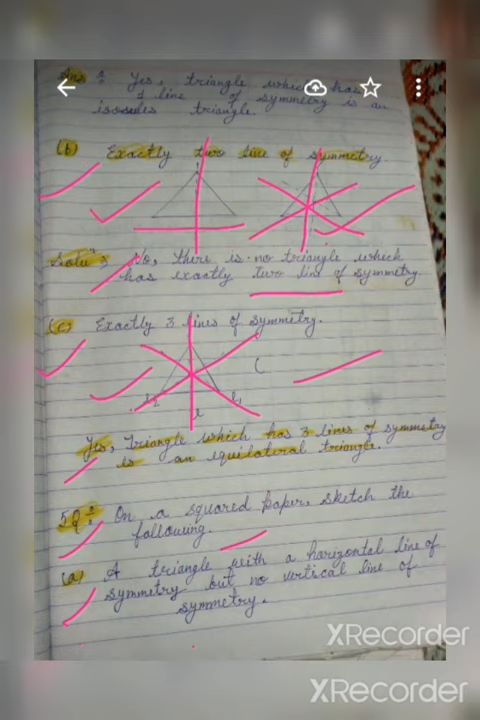 Ans: Yes, triangle which has
1 line of symmetry is an
isosceles triangle.
(b) Exactly two line of symmetry.
Solun: No, there is no triangle which
has exactly two line of symmetry.
(c) Exactly 3 lines of symmetry.
l2 l1
l
Yes, triangle which has 3 lines of symmetry
is an equilateral triangle.
5Q: On a squared paper, sketch the
following.
(a) A triangle with a horizontal line of
symmetry but no vertical line of
symmetry.
XRecorder
XRecorder